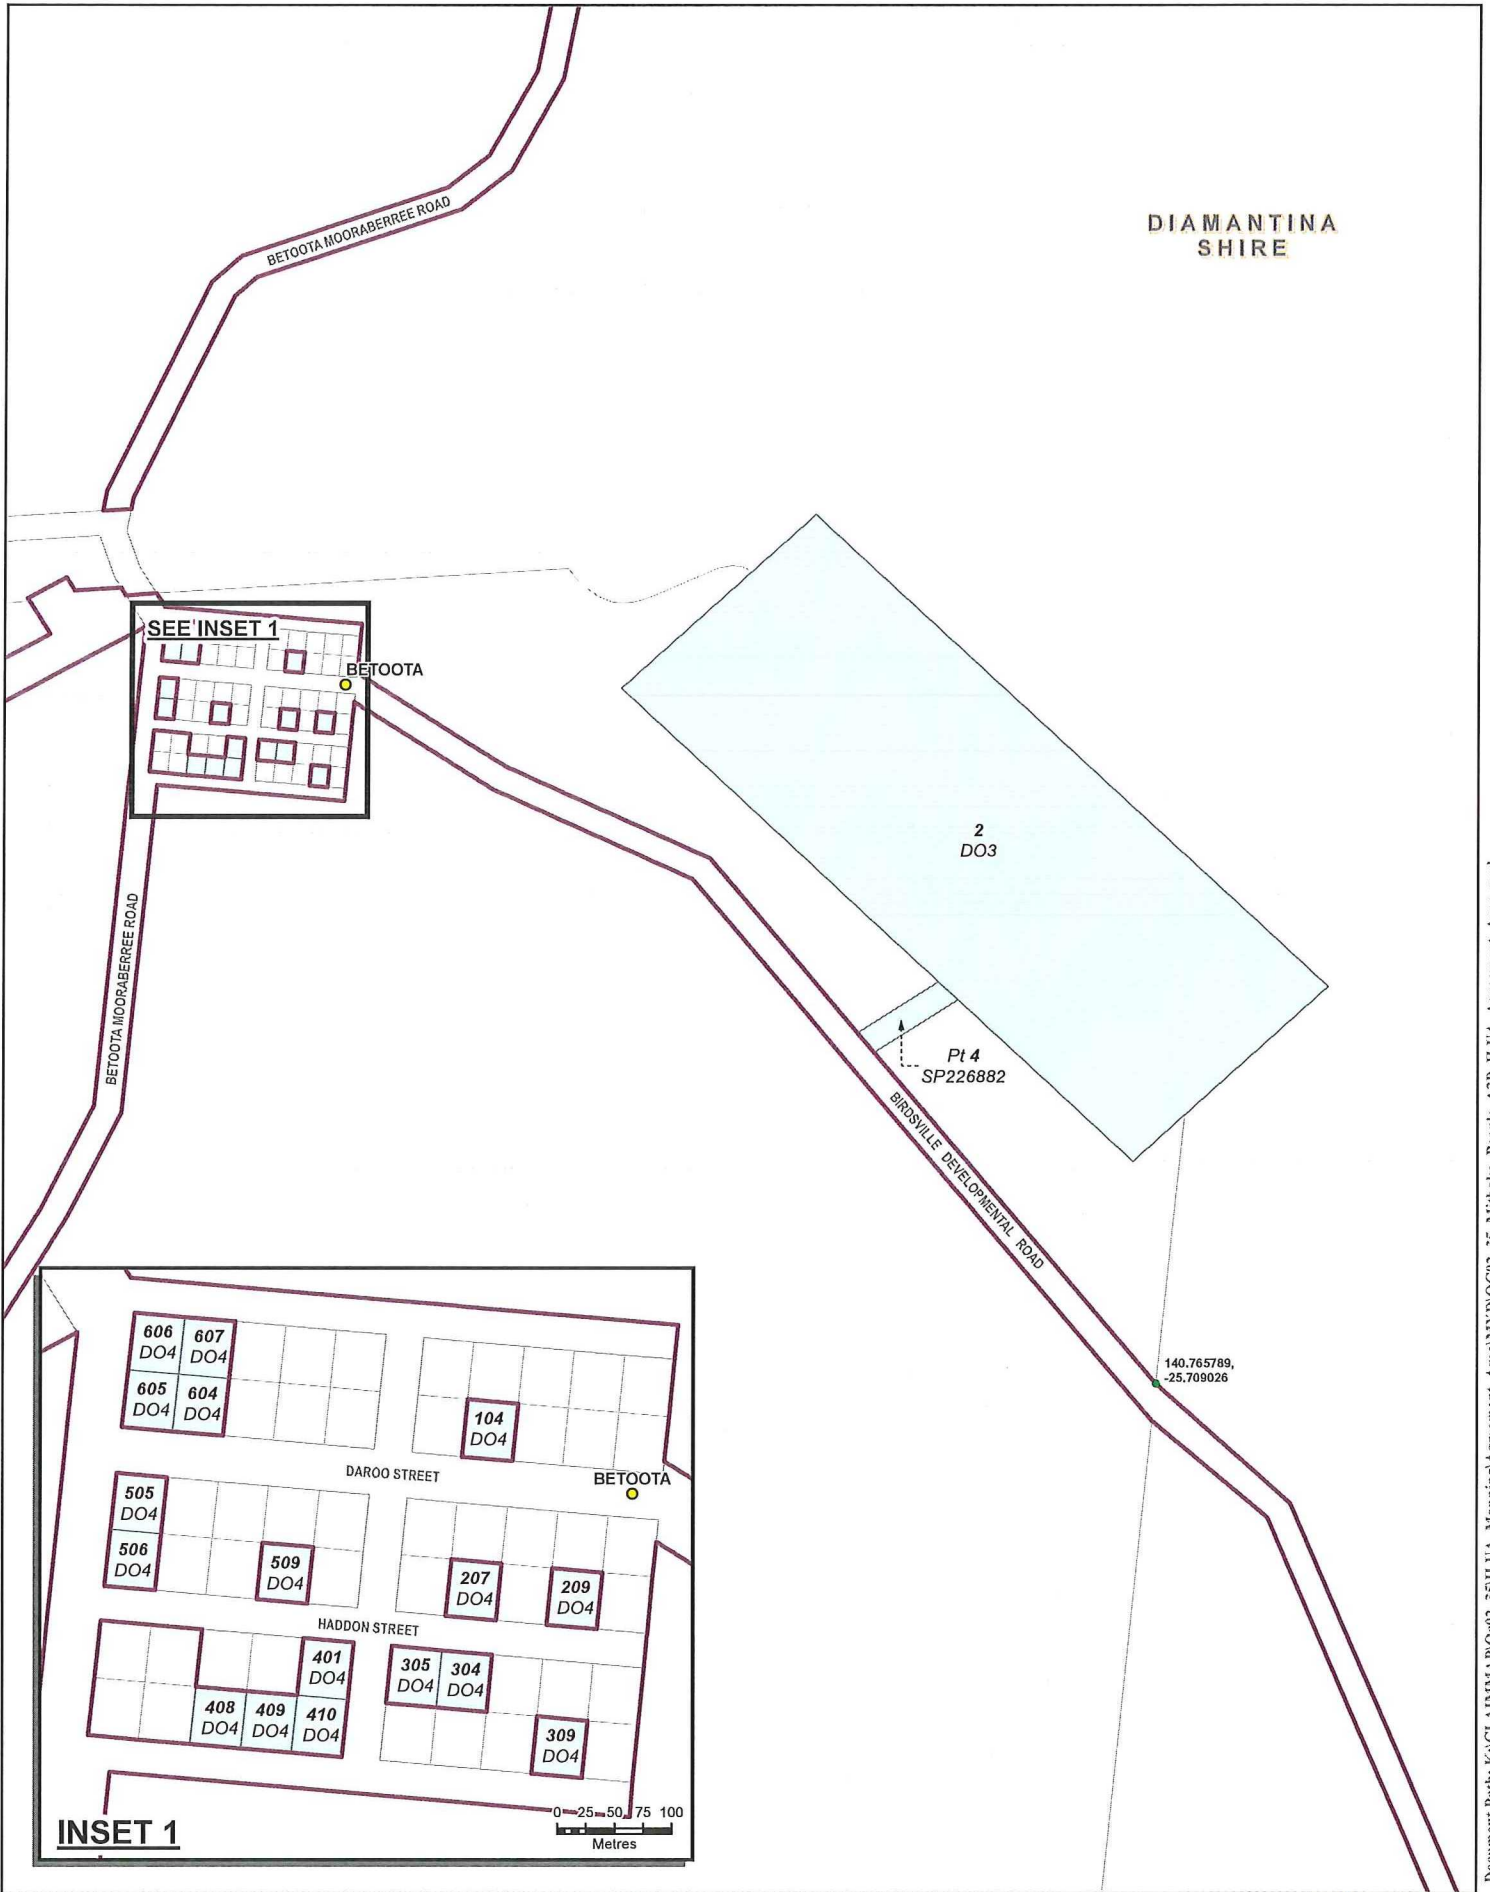 DIAMANTINA
SHIRE
BETOOTA MOORABERREE ROAD
SEE INSET 1
BETOOTA
2
DO3
Pt 4
SP226882
BETOOTA MOORABERREE ROAD
BIRDSVILLE DEVELOPMENTAL ROAD
140.765789,
-25.709026
606
DO4
607
DO4
605
DO4
604
DO4
104
DO4
DAROO STREET
BETOOTA
505
DO4
506
DO4
509
DO4
207
DO4
209
DO4
HADDON STREET
401
DO4
305
DO4
304
DO4
408
DO4
409
DO4
410
DO4
309
DO4
INSET 1
0 25 50 75 100
Metres